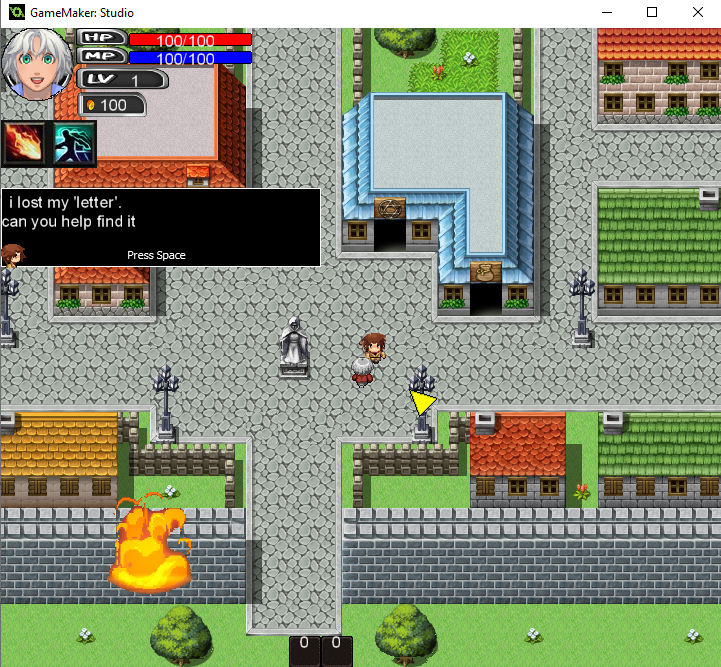 GameMaker: Studio
HP 100/100
MP 100/100
LV 1
100
i lost my 'letter'.
can you help find it
Press Space
0 0